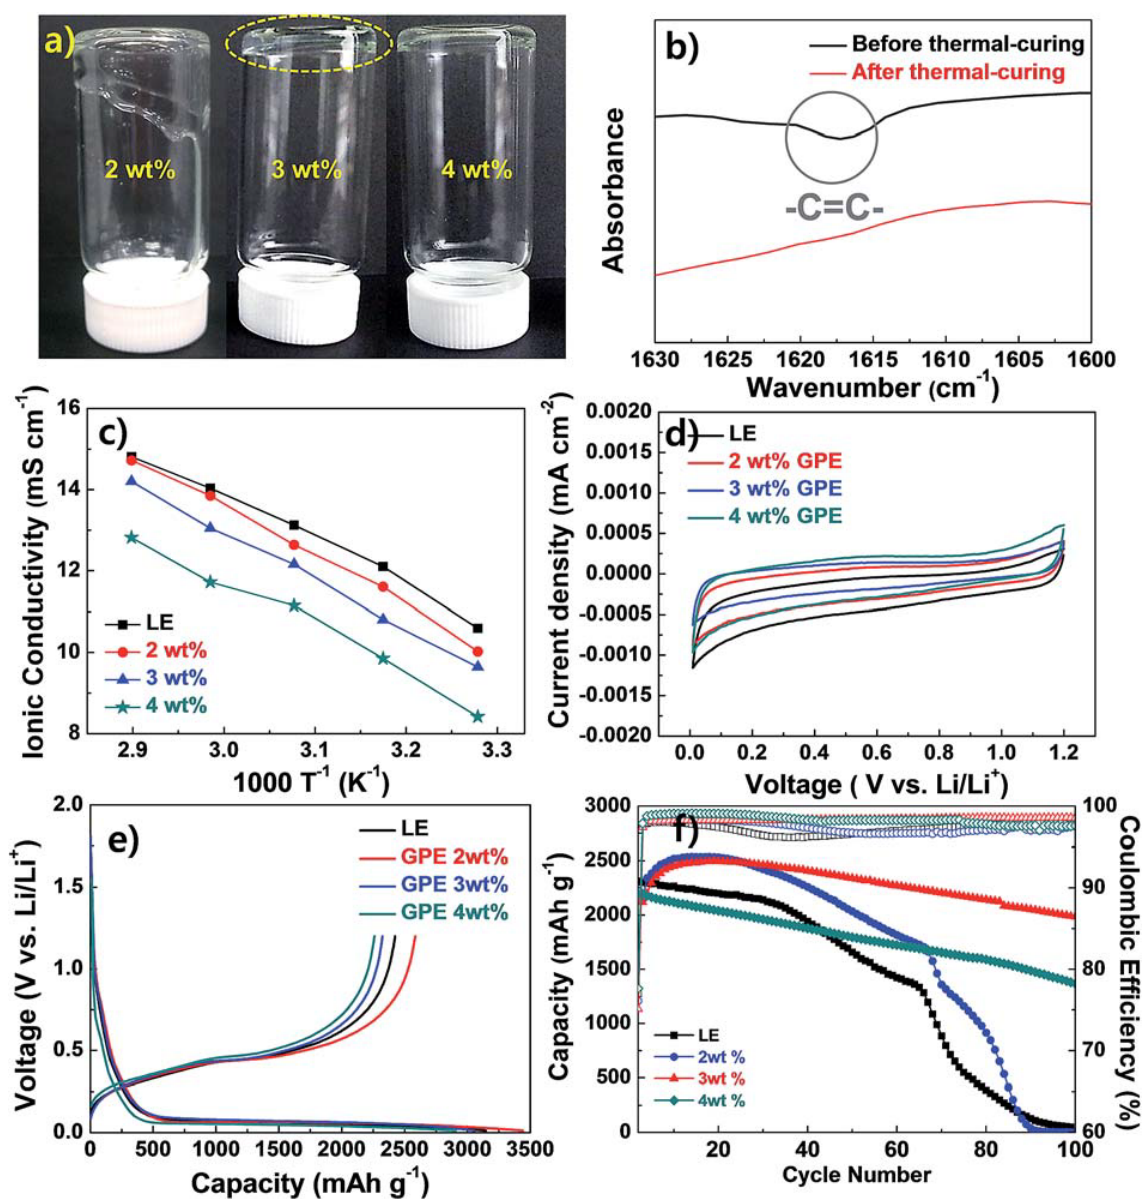 a)
2 wt%
3 wt%
4 wt%
b)
Before thermal-curing
After thermal-curing
-C=C-
Absorbance
1630 1625 1620 1615 1610 1605 1600
Wavenumber (cm⁻¹)
c)
Ionic Conductivity (mS cm⁻¹)
16
14
12
10
8
LE
2 wt%
3 wt%
4 wt%
2.9 3.0 3.1 3.2 3.3
1000 T⁻¹ (K⁻¹)
d)
Current density (mA cm⁻²)
0.0020
0.0015
0.0010
0.0005
0.0000
-0.0005
-0.0010
-0.0015
-0.0020
LE
2 wt% GPE
3 wt% GPE
4 wt% GPE
0.0 0.2 0.4 0.6 0.8 1.0 1.2
Voltage ( V vs. Li/Li⁺)
e)
Voltage (V vs. Li/Li⁺)
2.0
1.5
1.0
0.5
0.0
LE
GPE 2wt%
GPE 3wt%
GPE 4wt%
0 500 1000 1500 2000 2500 3000 3500
Capacity (mAh g⁻¹)
f)
Capacity (mAh g⁻¹)
3000
2500
2000
1500
1000
500
0
LE
2wt %
3wt %
4wt %
20 40 60 80 100
Cycle Number
100
90
80
70
60
Coulombic Efficiency (%)